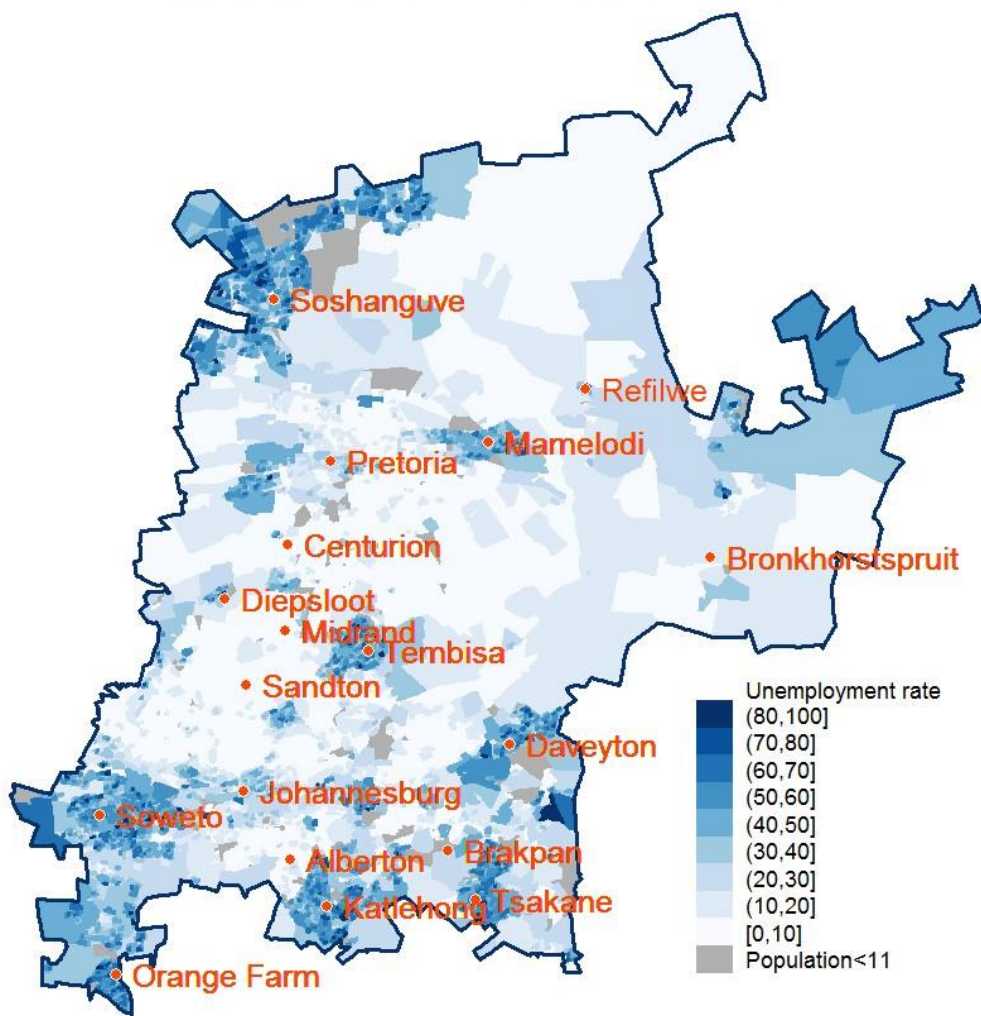 Soshanguve
Refilwe
Mamelodi
Pretoria
Centurion
Bronkhorstspruit
Diepsloot
Midrand
Tembisa
Sandton
Daveyton
Johannesburg
Soweto
Brakpan
Alberton
Tsakane
Katlehong
Orange Farm
Unemployment rate
(80,100]
(70,80]
(60,70]
(50,60]
(40,50]
(30,40]
(20,30]
(10,20]
[0,10]
Population<11